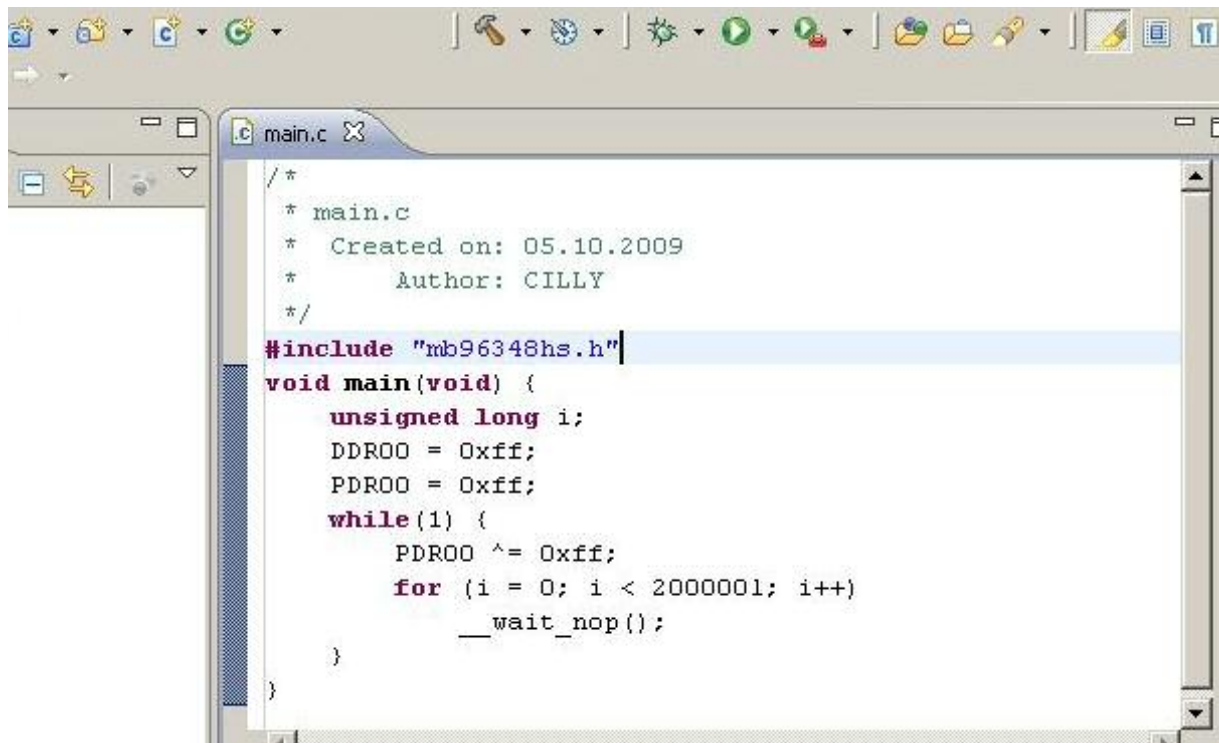 main.c
/*
* main.c
* Created on: 05.10.2009
* Author: CILLY
*/
#include "mb96348hs.h"
void main(void) {
unsigned long i;
DDR00 = 0xff;
PDR00 = 0xff;
while(1) {
PDR00 ^= 0xff;
for (i = 0; i < 2000001; i++)
__wait_nop();
}
}